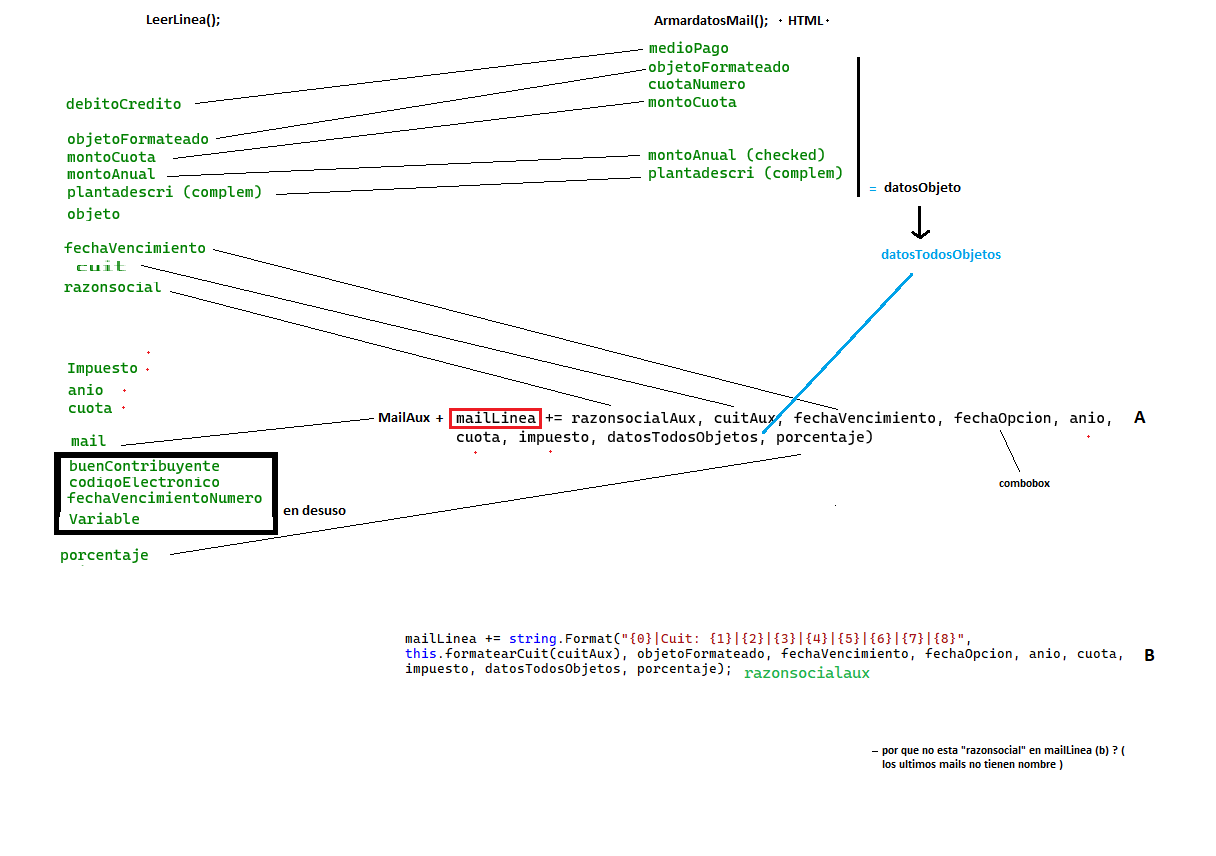 LeerLinea();
ArmardatosMail(); · HTML·
medioPago
objetoFormateado
cuotaNumero
montoCuota
debitoCredito
objetoFormateado
montoCuota
montoAnual
plantadescri (complem)
objeto
montoAnual (checked)
plantadescri (complem)
= datosObjeto
fechaVencimiento
cuit
razonsocial
datosTodosObjetos
Impuesto
anio
cuota
mail
MailAux + mailLinea += razonsocialAux, cuitAux, fechaVencimiento, fechaOpcion, anio, A
cuota, impuesto, datosTodosObjetos, porcentaje)
buenContribuyente
codigoElectronico
fechaVencimientoNumero
Variable
en desuso
combobox
porcentaje
mailLinea += string.Format("{0}|Cuit: {1}|{2}|{3}|{4}|{5}|{6}|{7}|{8}",
this.formatearCuit(cuitAux), objetoFormateado, fechaVencimiento, fechaOpcion, anio, cuota, B
impuesto, datosTodosObjetos, porcentaje); razonsocialaux
– por que no esta "razonsocial" en mailLinea (b) ? (
los ultimos mails no tienen nombre )